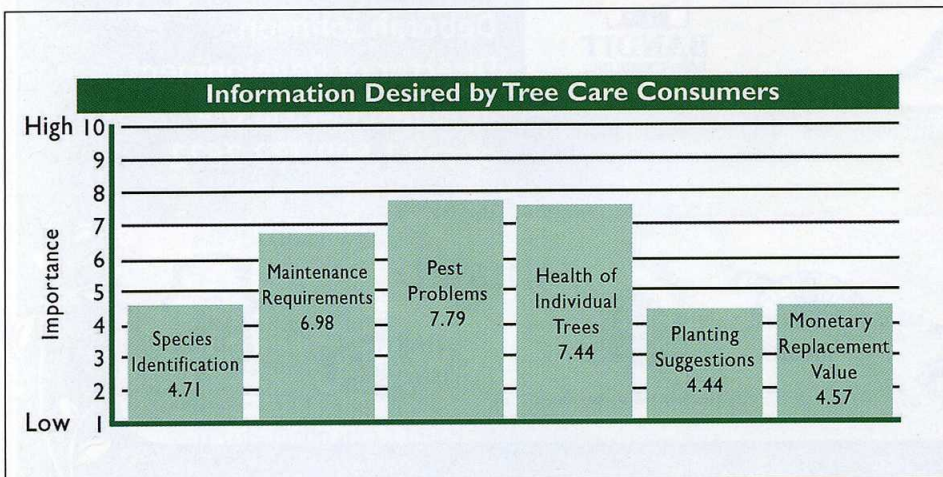 Information Desired by Tree Care Consumers
High 10
9
8
7
6
5
4
3
2
Low 1
Importance
Species
Identification
4.71
Maintenance
Requirements
6.98
Pest
Problems
7.79
Health of
Individual
Trees
7.44
Planting
Suggestions
4.44
Monetary
Replacement
Value
4.57